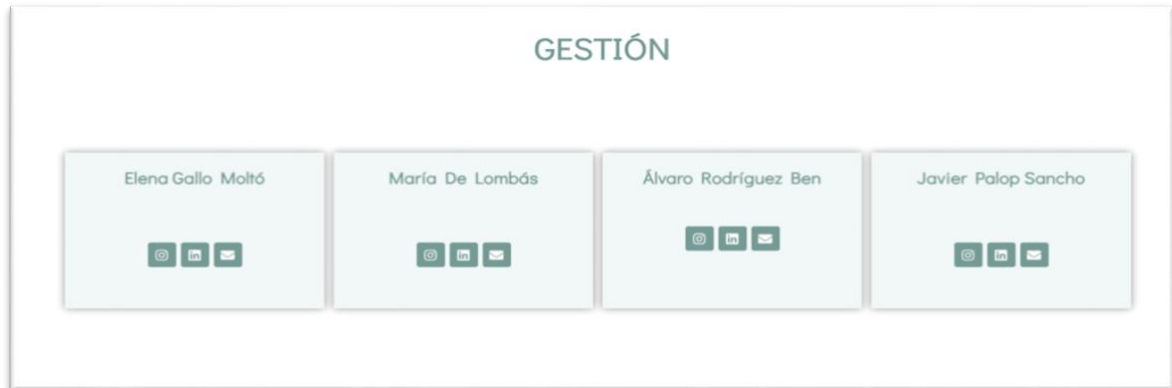 GESTIÓN
Elena Gallo Moltó
María De Lombás
Álvaro Rodríguez Ben
Javier Palop Sancho